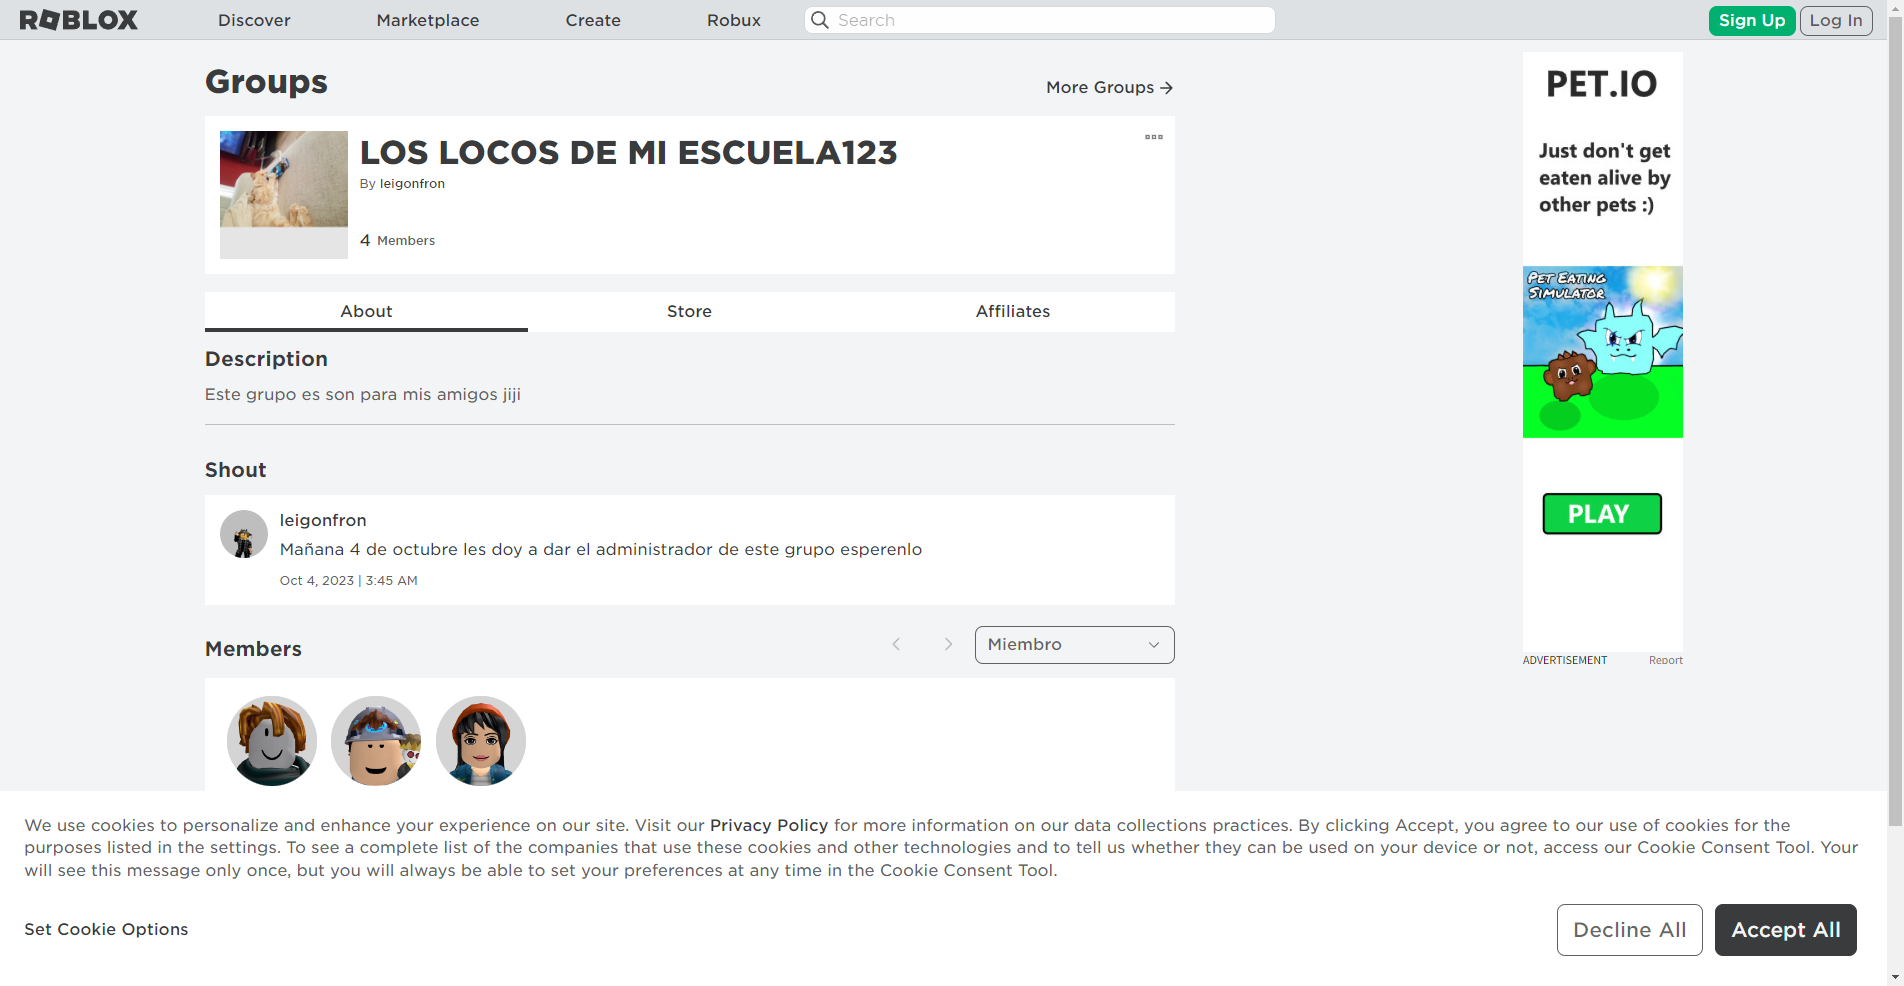 ROBLOX Discover Marketplace Create Robux Search Sign Up Log In
Groups
More Groups
LOS LOCOS DE MI ESCUELA123
By leigonfron
4 Members
About Store Affiliates
Description
Este grupo es son para mis amigos jiji
Shout
leigonfron
Mañana 4 de octubre les doy a dar el administrador de este grupo esperenlo
Oct 4, 2023 | 3:45 AM
Members
Miembro
PET.IO
Just don't get
eaten alive by
other pets :)
PET EATING
SIMULATOR
PLAY
ADVERTISEMENT Report
We use cookies to personalize and enhance your experience on our site. Visit our Privacy Policy for more information on our data collections practices. By clicking Accept, you agree to our use of cookies for the
purposes listed in the settings. To see a complete list of the companies that use these cookies and other technologies and to tell us whether they can be used on your device or not, access our Cookie Consent Tool. Your
will see this message only once, but you will always be able to set your preferences at any time in the Cookie Consent Tool.
Set Cookie Options
Decline All
Accept All